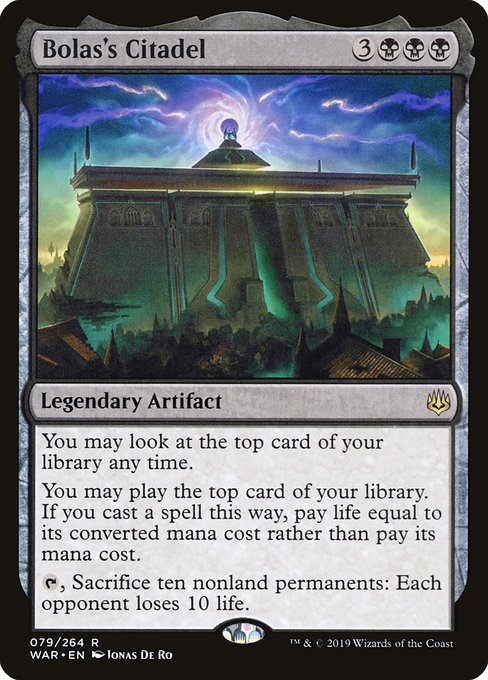 Bolas's Citadel 3
Legendary Artifact
You may look at the top card of your
library any time.
You may play the top card of your library.
If you cast a spell this way, pay life equal to
its converted mana cost rather than pay its
mana cost.
, Sacrifice ten nonland permanents: Each
opponent loses 10 life.
079/264 R
WAR • EN Jonas De Ro
™ & © 2019 Wizards of the Coast